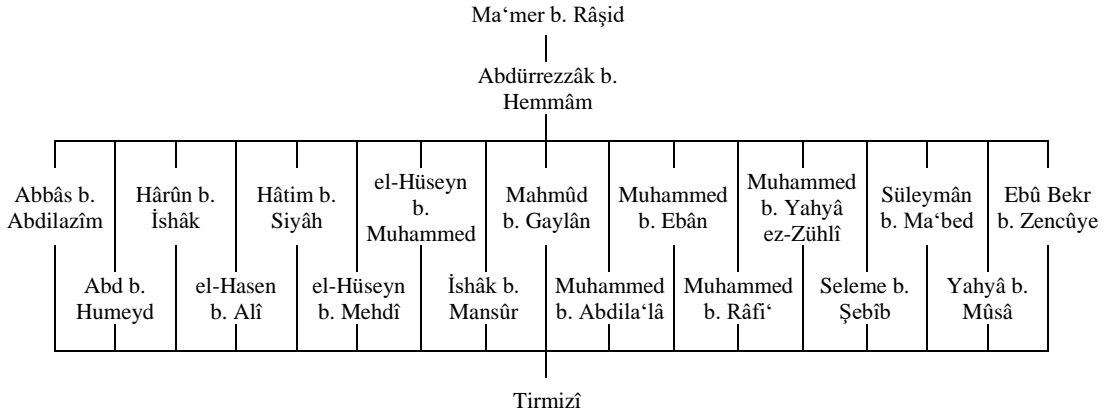 Ma‘mer b. Râşid
Abdürrezzâk b.
Hemmâm
Abbâs b.
Abdilazîm
Hârûn b.
İshâk
Hâtim b.
Siyâh
el-Hüseyn
b.
Muhammed
Mahmûd
b. Gaylân
Muhammed
b. Ebân
Muhammed
b. Yahyâ
ez-Zühlî
Süleymân
b. Ma‘bed
Ebû Bekr
b. Zencûye
Abd b.
Humeyd
el-Hasen
b. Alî
el-Hüseyn
b. Mehdî
İshâk b.
Mansûr
Muhammed
b. Abdila‘lâ
Muhammed
b. Râfi‘
Seleme b.
Şebîb
Yahyâ b.
Mûsâ
Tirmizî